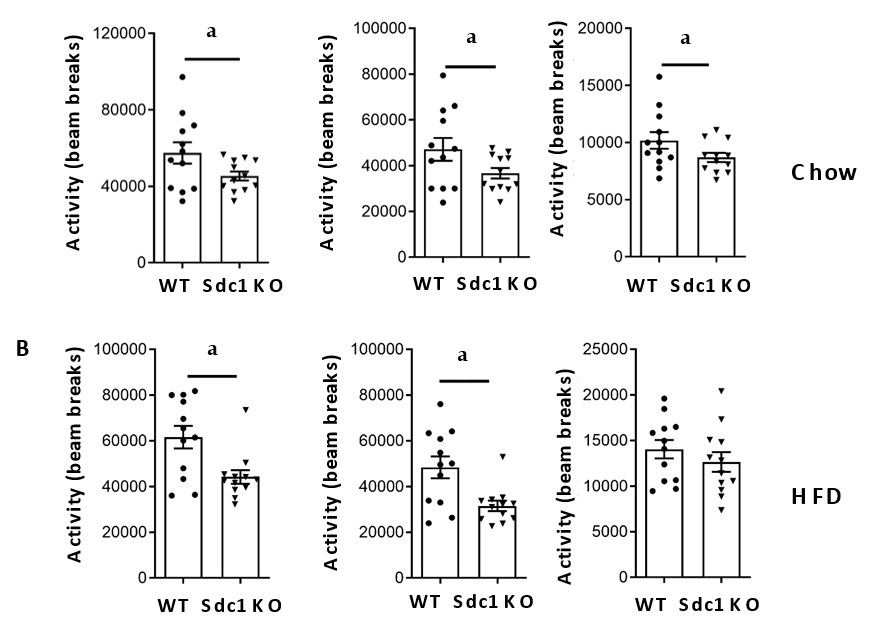 a
120000
80000
40000
0
Activity (beam breaks)
WT Sdc1 KO
a
100000
80000
60000
40000
20000
0
Activity (beam breaks)
WT Sdc1 KO
a
20000
15000
10000
5000
0
Activity (beam breaks)
WT Sdc1 KO
Chow
B
a
100000
80000
60000
40000
20000
0
Activity (beam breaks)
WT Sdc1 KO
a
100000
80000
60000
40000
20000
0
Activity (beam breaks)
WT Sdc1 KO
25000
20000
15000
10000
5000
0
Activity (beam breaks)
WT Sdc1 KO
HFD